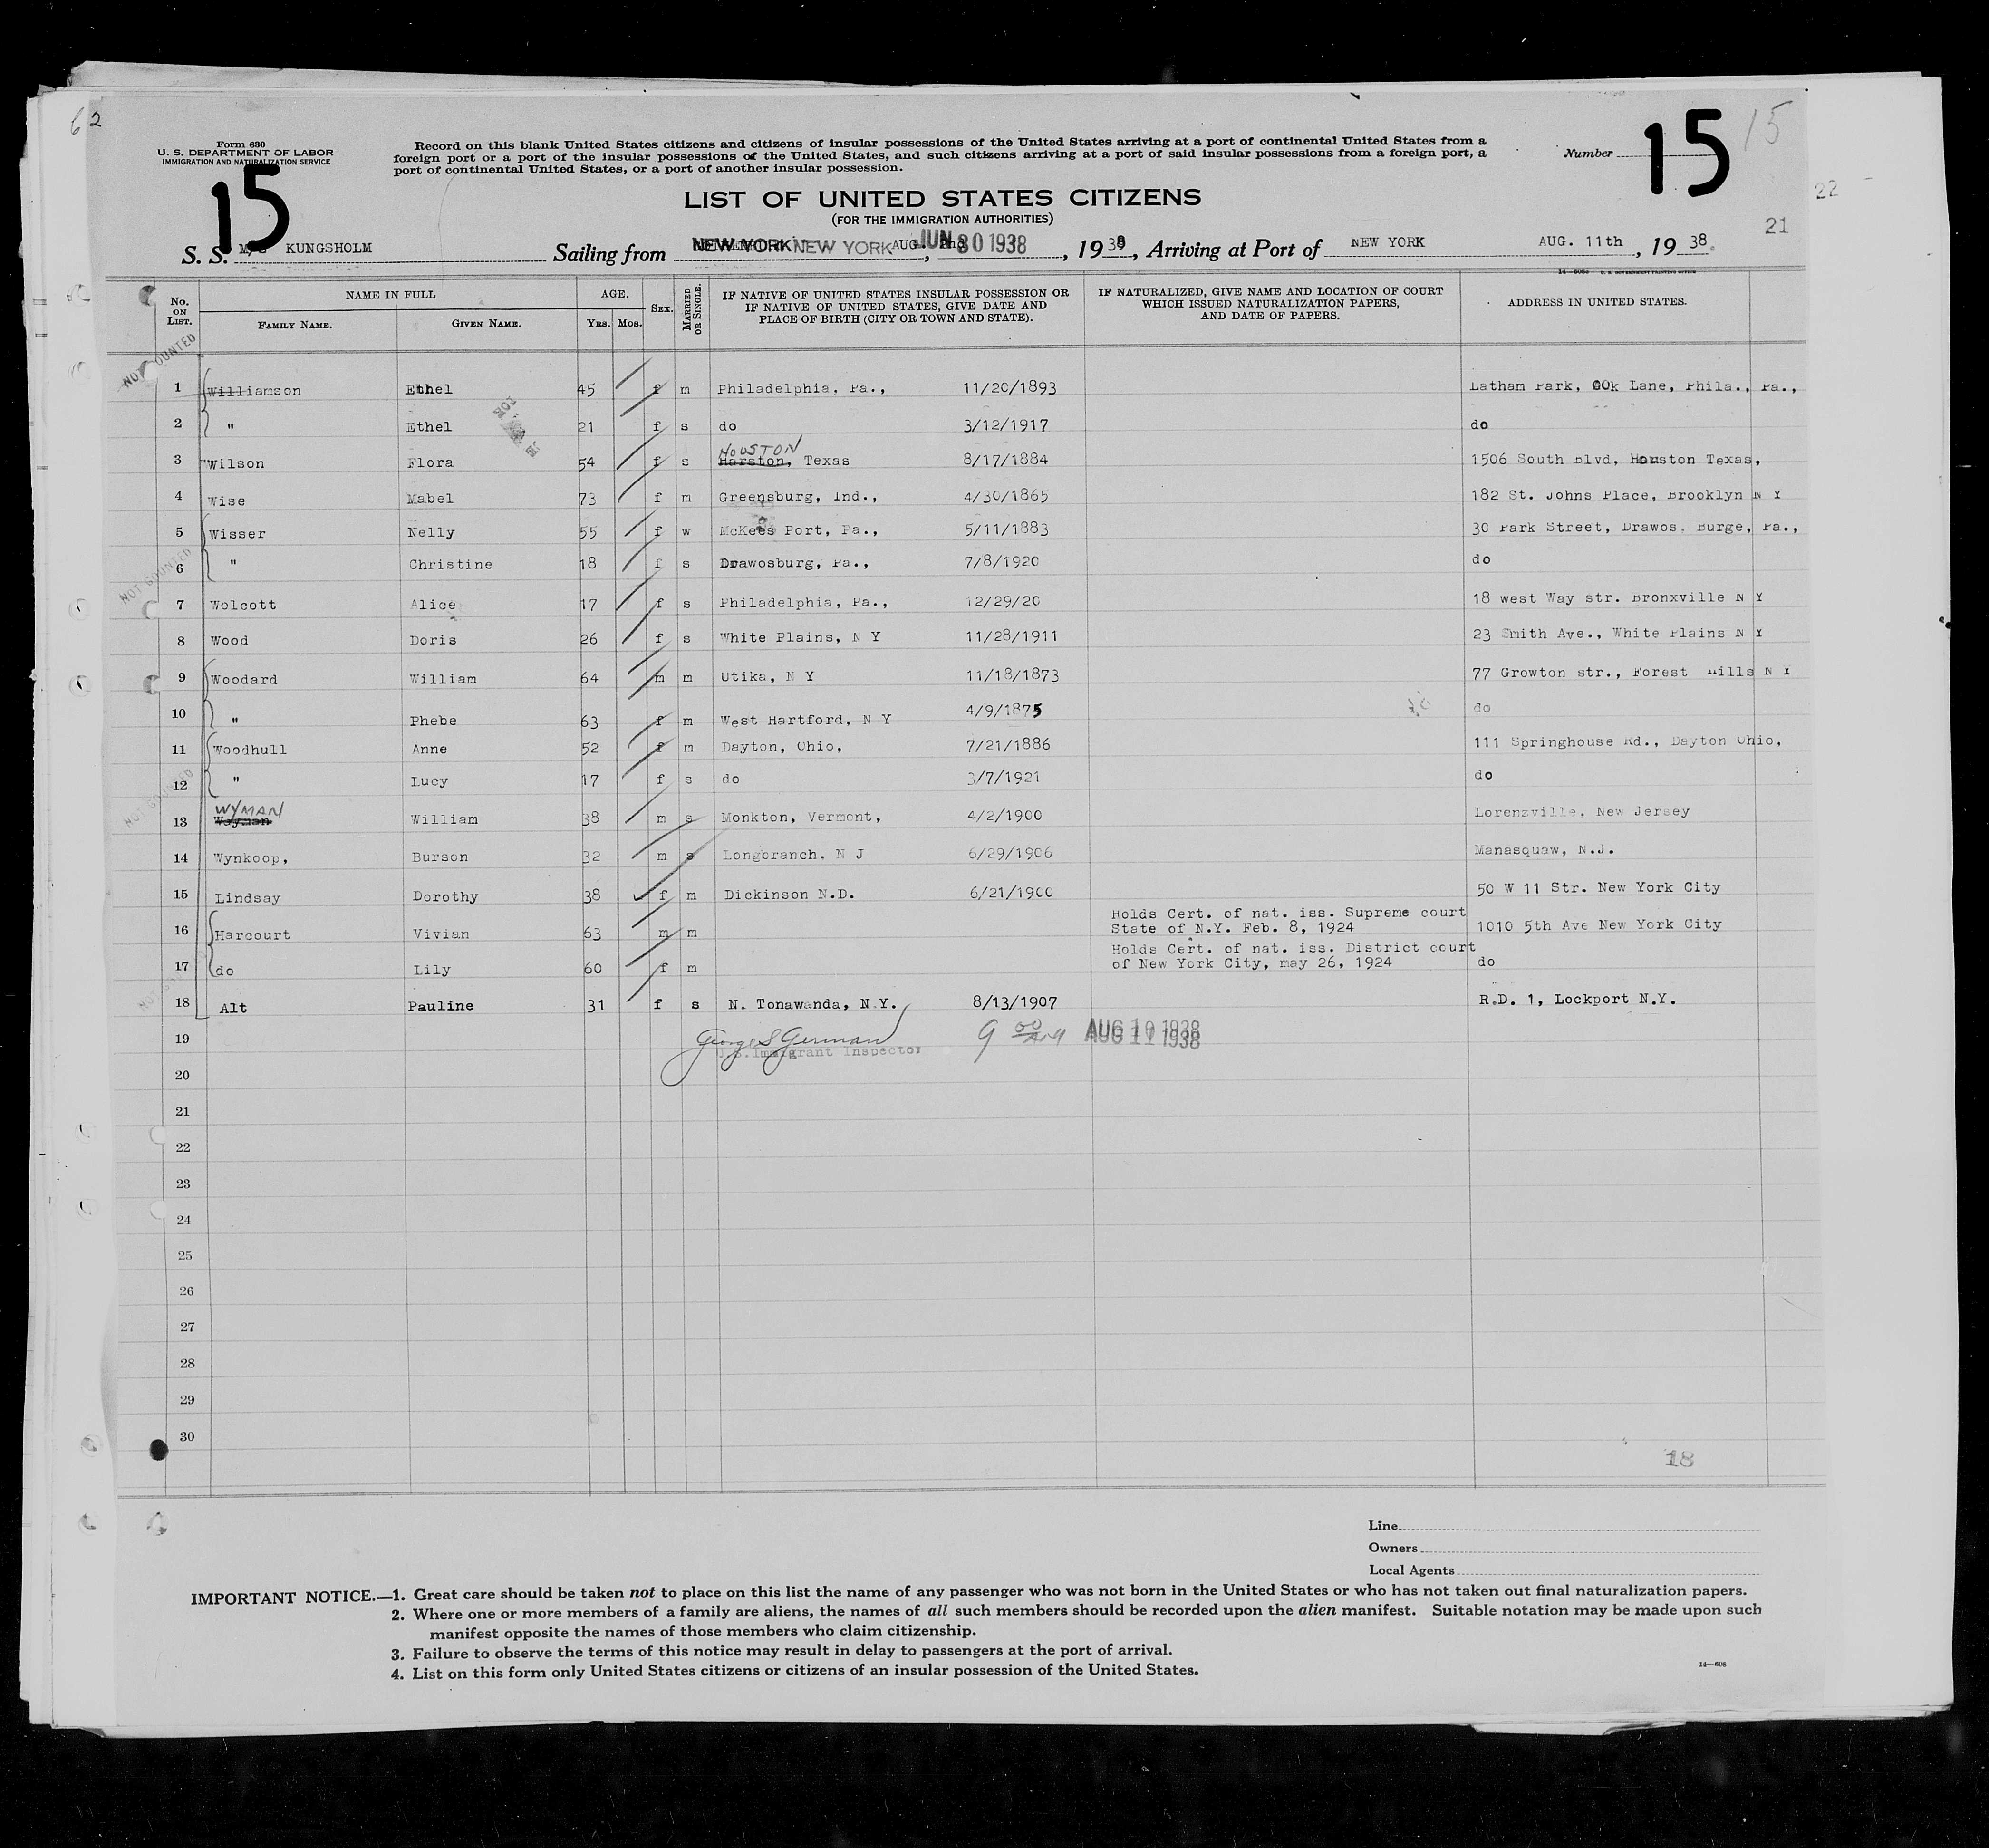 62
Form 630
U. S. DEPARTMENT OF LABOR
IMMIGRATION AND NATURALIZATION SERVICE
Record on this blank United States citizens and citizens of insular possessions of the United States arriving at a port of continental United States from a
foreign port or a port of the insular possessions of the United States, and such citizens arriving at a port of said insular possessions from a foreign port, a
port of continental United States, or a port of another insular possession.
Number 15 15
15
22
21
LIST OF UNITED STATES CITIZENS
(FOR THE IMMIGRATION AUTHORITIES)
S. S. M/S KUNGSHOLM Sailing from NEW YORK NEW YORK AUG. JUN 30 1938, 1938, Arriving at Port of NEW YORK AUG. 11th, 1938.
No. ON LIST. NAME IN FULL AGE. SEX. MARRIED OR SINGLE. IF NATIVE OF UNITED STATES INSULAR POSSESSION OR IF NATIVE OF UNITED STATES, GIVE DATE AND PLACE OF BIRTH (CITY OR TOWN AND STATE). IF NATURALIZED, GIVE NAME AND LOCATION OF COURT WHICH ISSUED NATURALIZATION PAPERS, AND DATE OF PAPERS. ADDRESS IN UNITED STATES.
FAMILY NAME. GIVEN NAME. YRS. MOS.
NOT COUNTED
1 Williamson Ethel 45 f m Philadelphia, Pa., 11/20/1893 Latham Park, Oak Lane, Phila., Pa.,
2 " Ethel 21 f s do 3/12/1917 do
HOUSTON
3 Wilson Flora 54 f s Harston, Texas 8/17/1884 1506 South Blvd, Houston Texas,
4 Wise Mabel 73 f m Greensburg, Ind., 4/30/1865 182 St. Johns Place, Brooklyn N Y
5 Wisser Nelly 55 f w McKees Port, Pa., 5/11/1883 30 Park Street, Drawos. Burge, Pa.,
NOT COUNTED
6 " Christine 18 f s Drawosburg, Pa., 7/8/1920 do
7 Wolcott Alice 17 f s Philadelphia, Pa., 12/29/20 18 west Way str. Bronxville N Y
8 Wood Doris 26 f s White Plains, N Y 11/28/1911 23 Smith Ave., White Plains N Y
9 Woodard William 64 m m Utika, N Y 11/18/1873 77 Growton str., Forest Hills N Y
10 " Phebe 63 f m West Hartford, N Y 4/9/1875 do
11 Woodhull Anne 52 f m Dayton, Ohio, 7/21/1886 111 Springhouse Rd., Dayton Ohio,
12 " Lucy 17 f s do 3/7/1921 do
NOT COUNTED
WYMAN
13 William 38 m s Monkton, Vermont, 4/2/1900 Lorenzville, New Jersey
14 Wynkoop, Burson 32 m s Longbranch, N J 6/29/1906 Manasquaw, N.J.
15 Lindsay Dorothy 38 f m Dickinson N.D. 6/21/1900 50 W 11 Str. New York City
16 Harcourt Vivian 63 m m Holds Cert. of nat. iss. Supreme court State of N.Y. Feb. 8, 1924 1010 5th Ave New York City
17 do Lily 60 f m Holds Cert. of nat. iss. District court of New York City, may 26, 1924 do
18 Alt Pauline 31 f s N. Tonawanda, N.Y. 8/13/1907 R.D. 1, Lockport N.Y.
19 George S German 9 00 AM AUG 10 1938
AUG 11 1938
U.S. Immigrant Inspector
20
21
22
23
24
25
26
27
28
29
30
18
Line
Owners
Local Agents
IMPORTANT NOTICE.—1. Great care should be taken not to place on this list the name of any passenger who was not born in the United States or who has not taken out final naturalization papers.
2. Where one or more members of a family are aliens, the names of all such members should be recorded upon the alien manifest. Suitable notation may be made upon such
manifest opposite the names of those members who claim citizenship.
3. Failure to observe the terms of this notice may result in delay to passengers at the port of arrival.
4. List on this form only United States citizens or citizens of an insular possession of the United States.
14—608